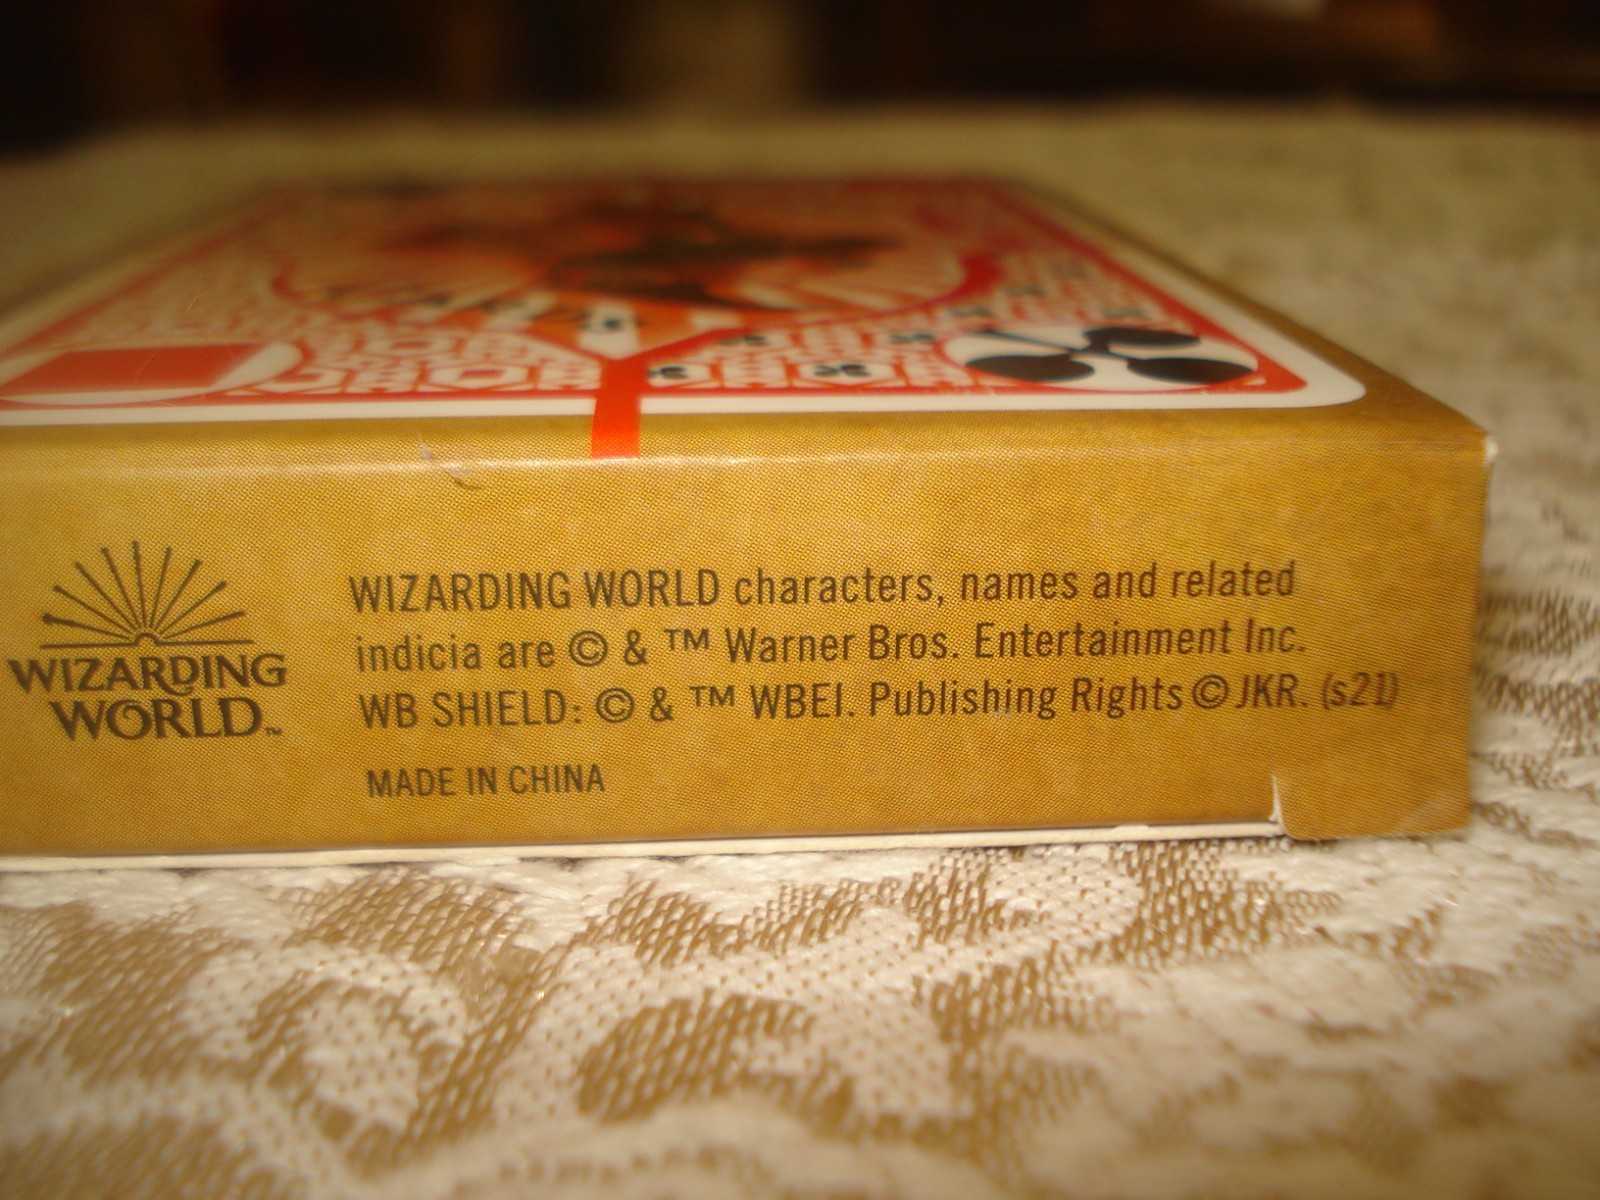 WIZARDING
WORLD™
WIZARDING WORLD characters, names and related
indicia are © & ™ Warner Bros. Entertainment Inc.
WB SHIELD: © & ™ WBEI. Publishing Rights © JKR. (s21)
MADE IN CHINA